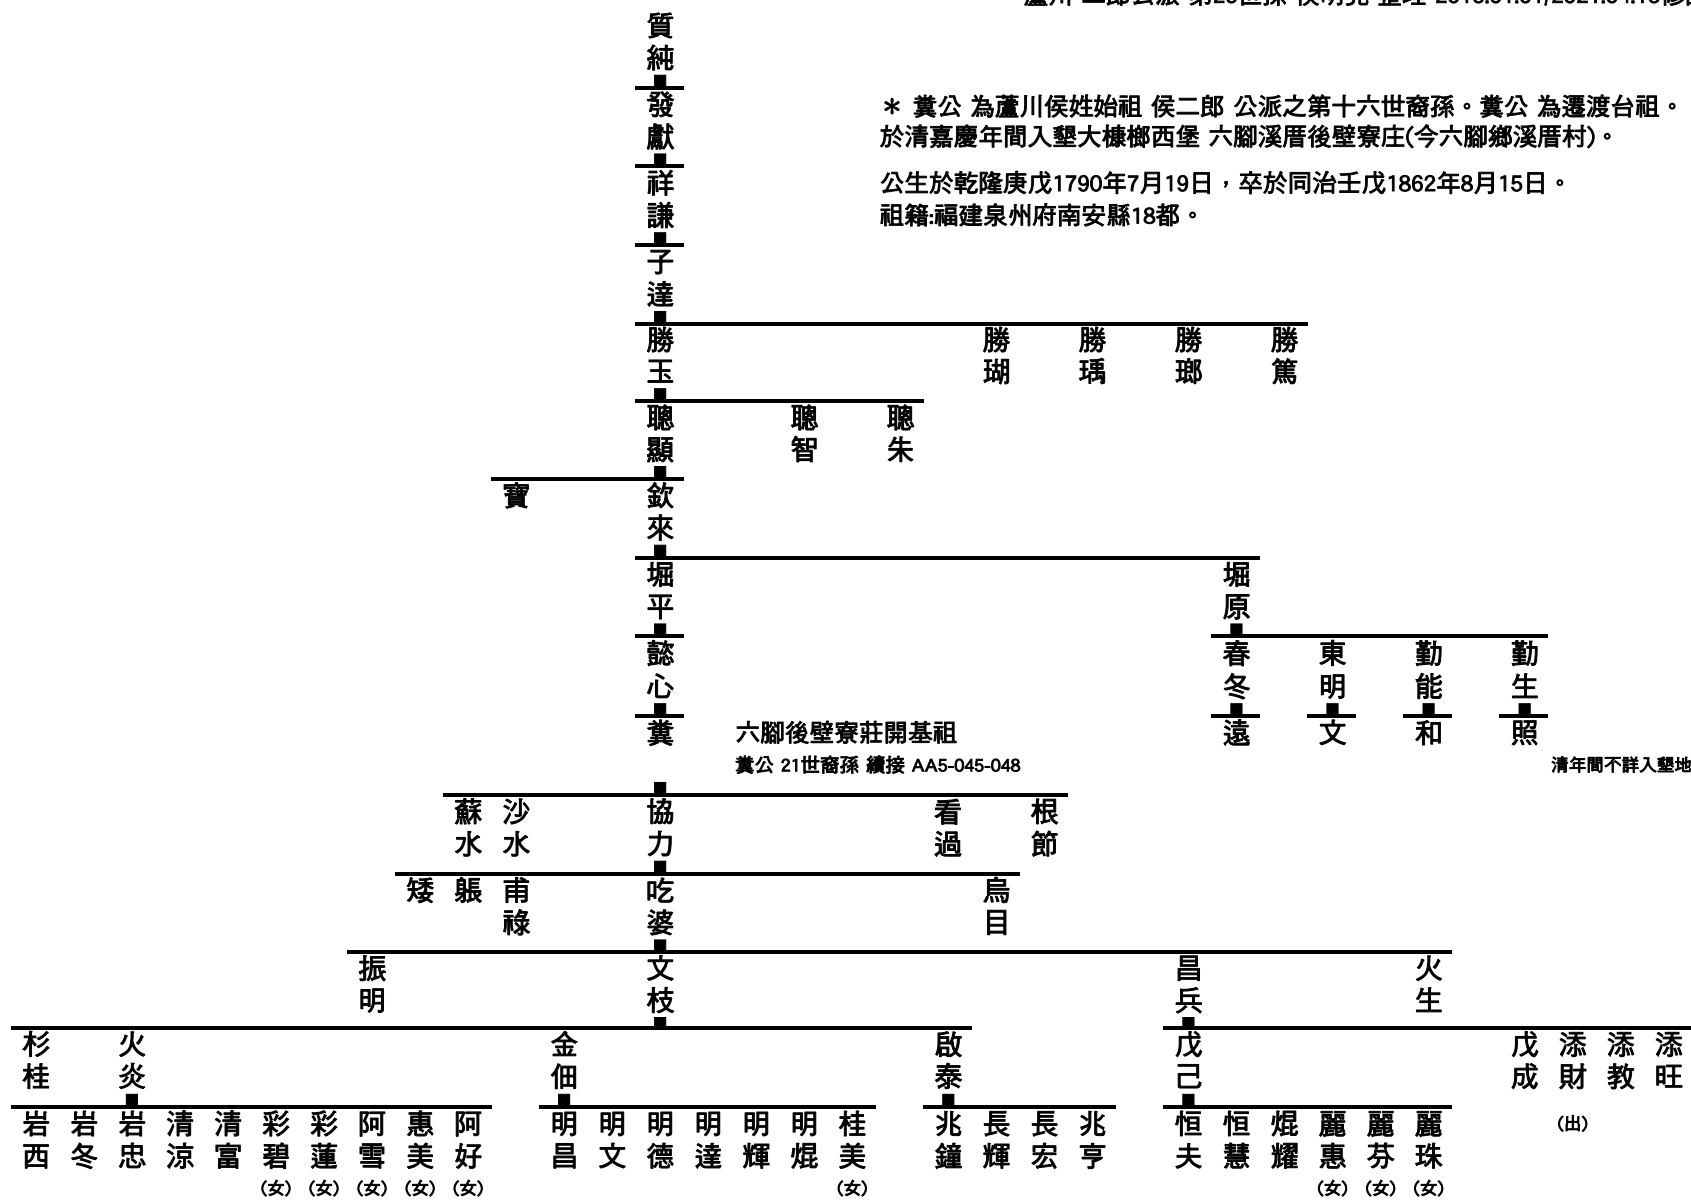 質純
發獻
＊ 糞公 為蘆川侯姓始祖 侯二郎 公派之第十六世裔孫。糞公 為遷渡台祖。
於清嘉慶年間入墾大槺榔西堡 六腳溪厝後壁寮庄(今六腳鄉溪厝村)。
祥謙
公生於乾隆庚戊1790年7月19日，卒於同治壬戊1862年8月15日。
祖籍:福建泉州府南安縣18都。
子達
勝玉 勝瑚 勝瑀 勝瑯 勝篤
聰顯 聰智 聰朱
寶 欽來
堀平 堀原
懿心 春冬 東明 勤能 勤生
糞 六腳後壁寮莊開基祖 遠 文 和 照
糞公 21世裔孫 續接 AA5-045-048 清年間不詳入墾地
蘇水 沙水 協力 看過 根節
矮 甫祿 吃婆 烏目
振明 文枝 昌兵 火生
杉桂 火炎 金佃 啟泰 戊己 戊成 添財 添教 添旺
(出)
岩西 岩冬 岩忠 清涼 清富 彩碧 彩蓮 阿雪 惠美 阿好 明昌 明文 明德 明達 明輝 明焜 桂美 兆鐘 長輝 長宏 兆亨 恒夫 恒慧 焜耀 麗惠 麗芬 麗珠
(女) (女) (女) (女) (女) (女) (女) (女) (女)